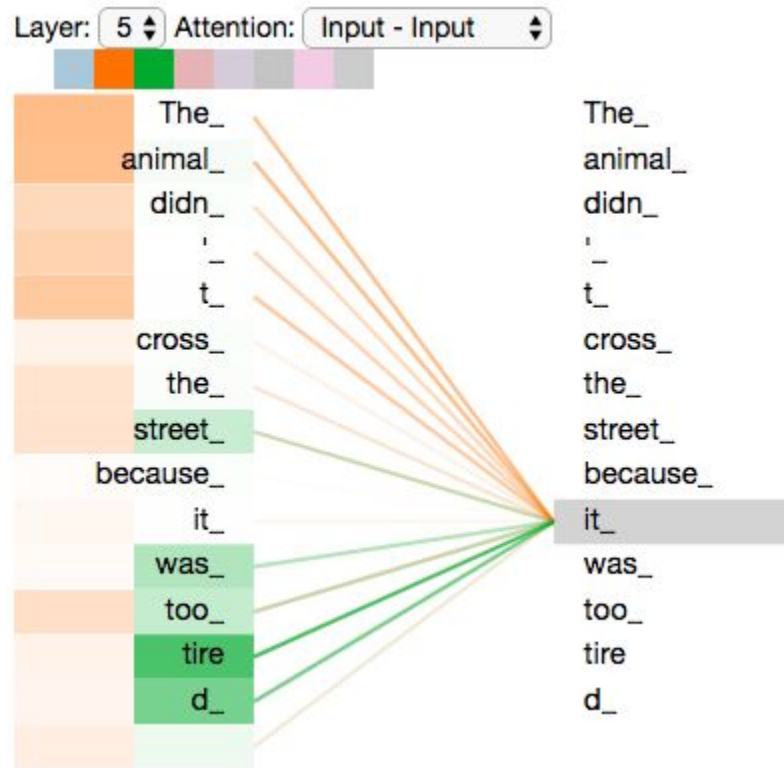 Layer: 5 Attention: Input - Input
The_ The_
animal_ animal_
didn_ didn_
'_ '_
t_ t_
cross_ cross_
the_ the_
street_ street_
because_ because_
it_ it_
was_ was_
too_ too_
tire tire
d_ d_